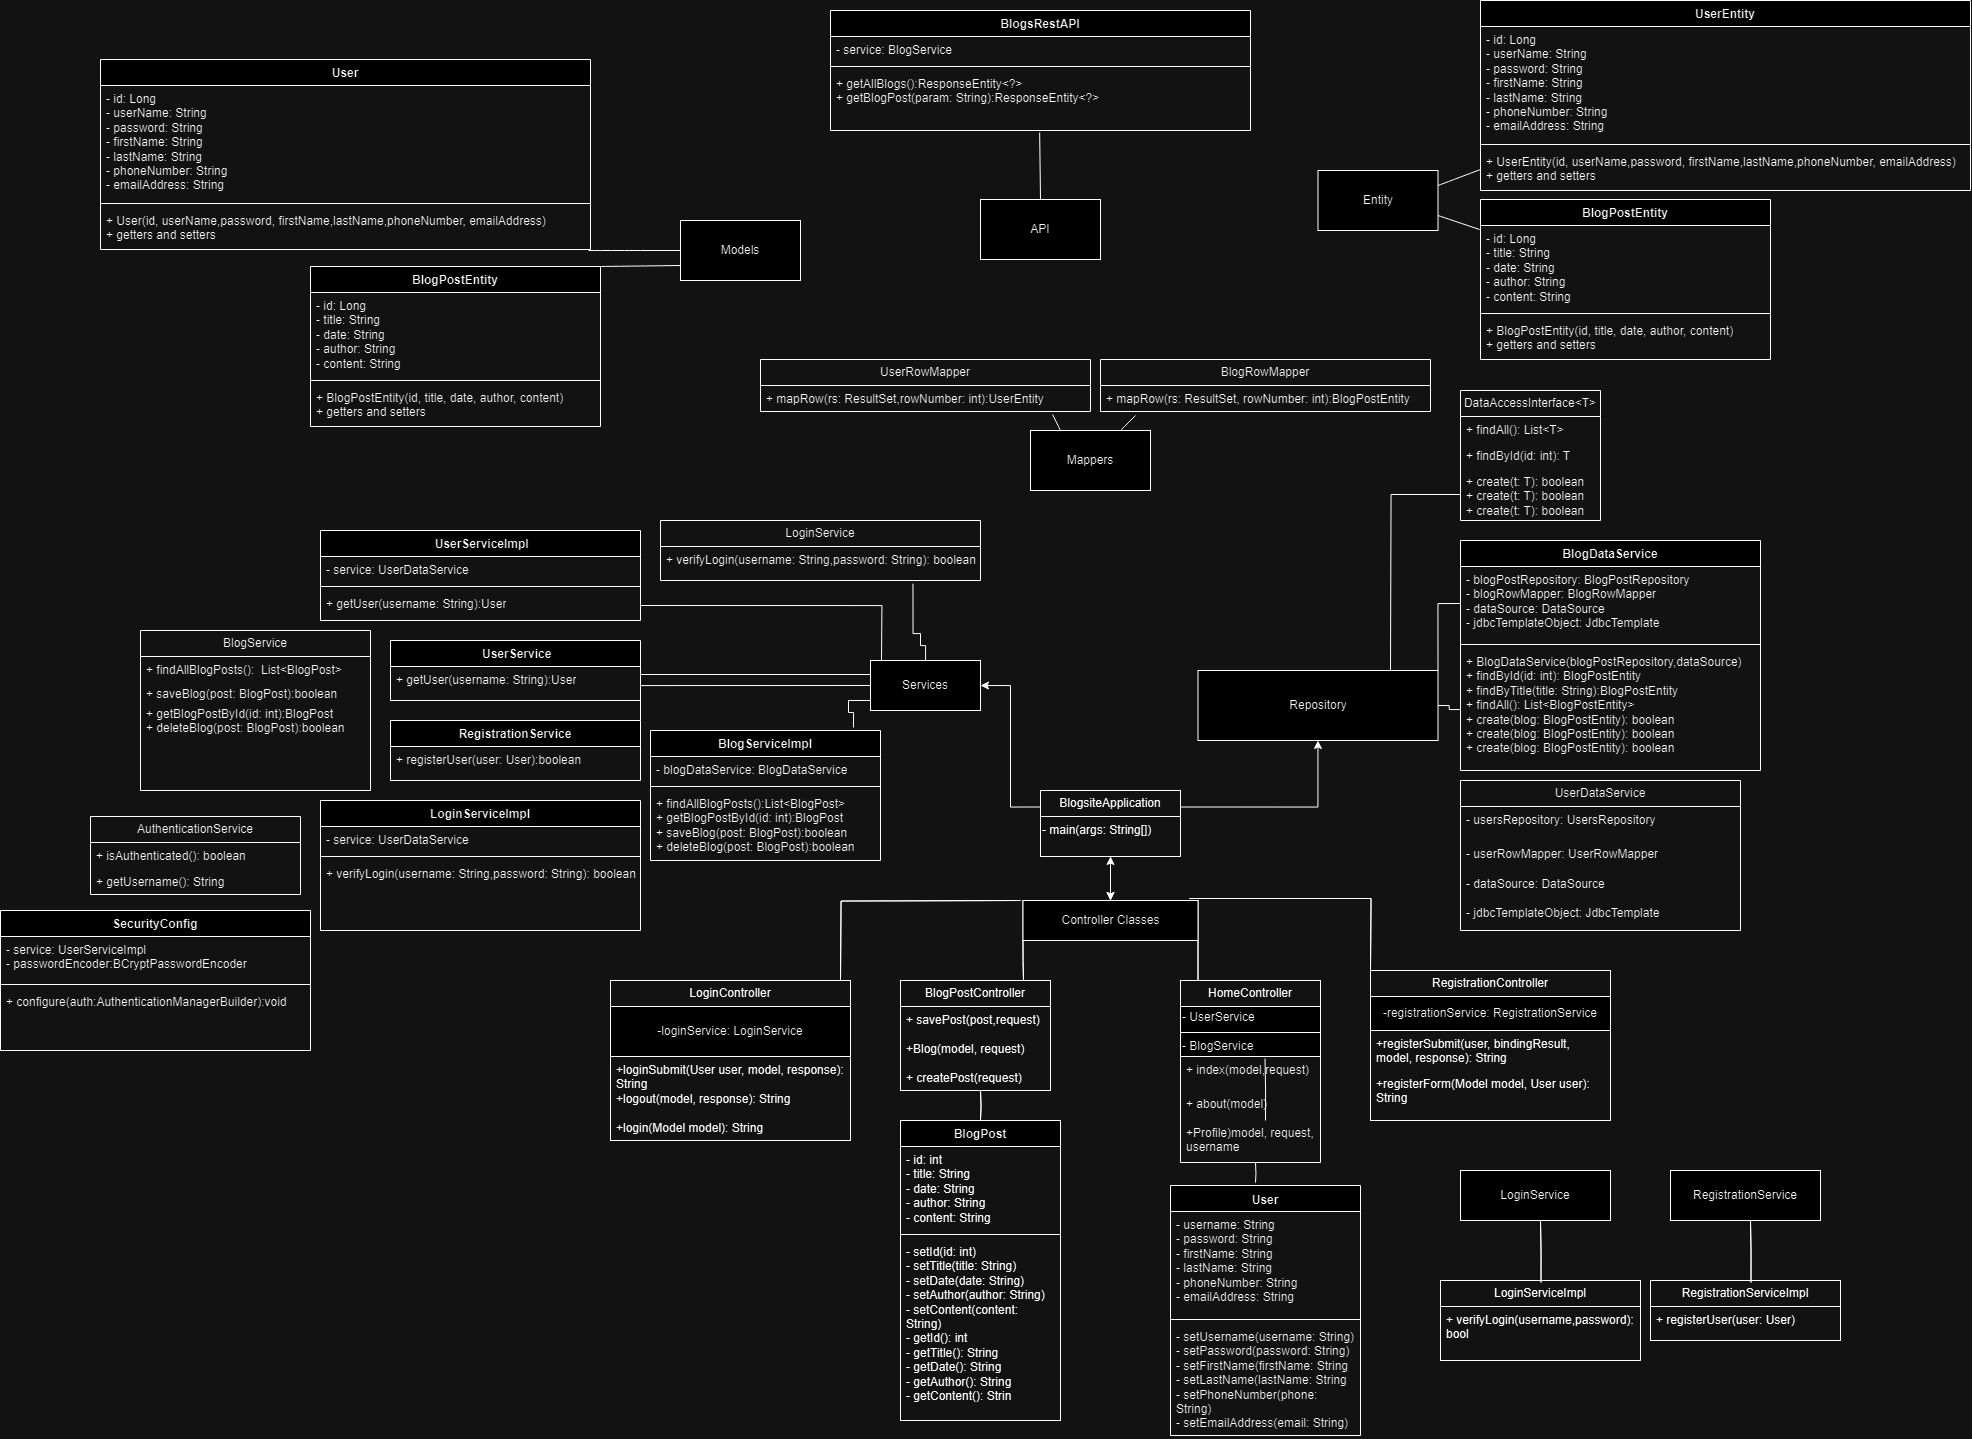 BlogsRestAPI
- service: BlogService
+ getAllBlogs():ResponseEntity<?>
+ getBlogPost(param: String):ResponseEntity<?>
API
UserEntity
- id: Long
- userName: String
- password: String
- firstName: String
- lastName: String
- phoneNumber: String
- emailAddress: String
+ UserEntity(id, userName,password, firstName,lastName,phoneNumber, emailAddress)
+ getters and setters
Entity
BlogPostEntity
- id: Long
- title: String
- date: String
- author: String
- content: String
+ BlogPostEntity(id, title, date, author, content)
+ getters and setters
User
- id: Long
- userName: String
- password: String
- firstName: String
- lastName: String
- phoneNumber: String
- emailAddress: String
+ User(id, userName,password, firstName,lastName,phoneNumber, emailAddress)
+ getters and setters
Models
BlogPostEntity
- id: Long
- title: String
- date: String
- author: String
- content: String
+ BlogPostEntity(id, title, date, author, content)
+ getters and setters
UserRowMapper
+ mapRow(rs: ResultSet,rowNumber: int):UserEntity
BlogRowMapper
+ mapRow(rs: ResultSet, rowNumber: int):BlogPostEntity
Mappers
DataAccessInterface<T>
+ findAll(): List<T>
+ findById(id: int): T
+ create(t: T): boolean
+ create(t: T): boolean
+ create(t: T): boolean
UserServiceImpl
- service: UserDataService
+ getUser(username: String):User
LoginService
+ verifyLogin(username: String,password: String): boolean
BlogService
+ findAllBlogPosts():  List<BlogPost>
+ saveBlog(post: BlogPost):boolean
+ getBlogPostById(id: int):BlogPost
+ deleteBlog(post: BlogPost):boolean
UserService
+ getUser(username: String):User
RegistrationService
+ registerUser(user: User):boolean
Services
BlogServiceImpl
- blogDataService: BlogDataService
+ findAllBlogPosts():List<BlogPost>
+ getBlogPostById(id: int):BlogPost
+ saveBlog(post: BlogPost):boolean
+ deleteBlog(post: BlogPost):boolean
Repository
BlogDataService
- blogPostRepository: BlogPostRepository
- blogRowMapper: BlogRowMapper
- dataSource: DataSource
- jdbcTemplateObject: JdbcTemplate
+ BlogDataService(blogPostRepository,dataSource)
+ findById(id: int): BlogPostEntity
+ findByTitle(title: String):BlogPostEntity
+ findAll(): List<BlogPostEntity>
+ create(blog: BlogPostEntity): boolean
+ create(blog: BlogPostEntity): boolean
+ create(blog: BlogPostEntity): boolean
UserDataService
- usersRepository: UsersRepository
- userRowMapper: UserRowMapper
- dataSource: DataSource
- jdbcTemplateObject: JdbcTemplate
AuthenticationService
+ isAuthenticated(): boolean
+ getUsername(): String
LoginServiceImpl
- service: UserDataService
+ verifyLogin(username: String,password: String): boolean
BlogsiteApplication
- main(args: String[])
SecurityConfig
- service: UserServiceImpl
- passwordEncoder:BCryptPasswordEncoder
+ configure(auth:AuthenticationManagerBuilder):void
Controller Classes
LoginController
-loginService: LoginService
+loginSubmit(User user, model, response):
String
+logout(model, response): String
+login(Model model): String
BlogPostController
+ savePost(post,request)
+Blog(model, request)
+ createPost(request)
HomeController
- UserService
- BlogService
+ index(model,request)
+ about(model)
+Profile)model, request,
username
RegistrationController
-registrationService: RegistrationService
+registerSubmit(user, bindingResult,
model, response): String
+registerForm(Model model, User user):
String
BlogPost
- id: int
- title: String
- date: String
- author: String
- content: String
- setId(id: int)
- setTitle(title: String)
- setDate(date: String)
- setAuthor(author: String)
- setContent(content:
String)
- getId(): int
- getTitle(): String
- getDate(): String
- getAuthor(): String
- getContent(): Strin
User
- username: String
- password: String
- firstName: String
- lastName: String
- phoneNumber: String
- emailAddress: String
- setUsername(username: String)
- setPassword(password: String)
- setFirstName(firstName: String
- setLastName(lastName: String
- setPhoneNumber(phone:
String)
- setEmailAddress(email: String)
LoginService
RegistrationService
LoginServiceImpl
+ verifyLogin(username,password):
bool
RegistrationServiceImpl
+ registerUser(user: User)